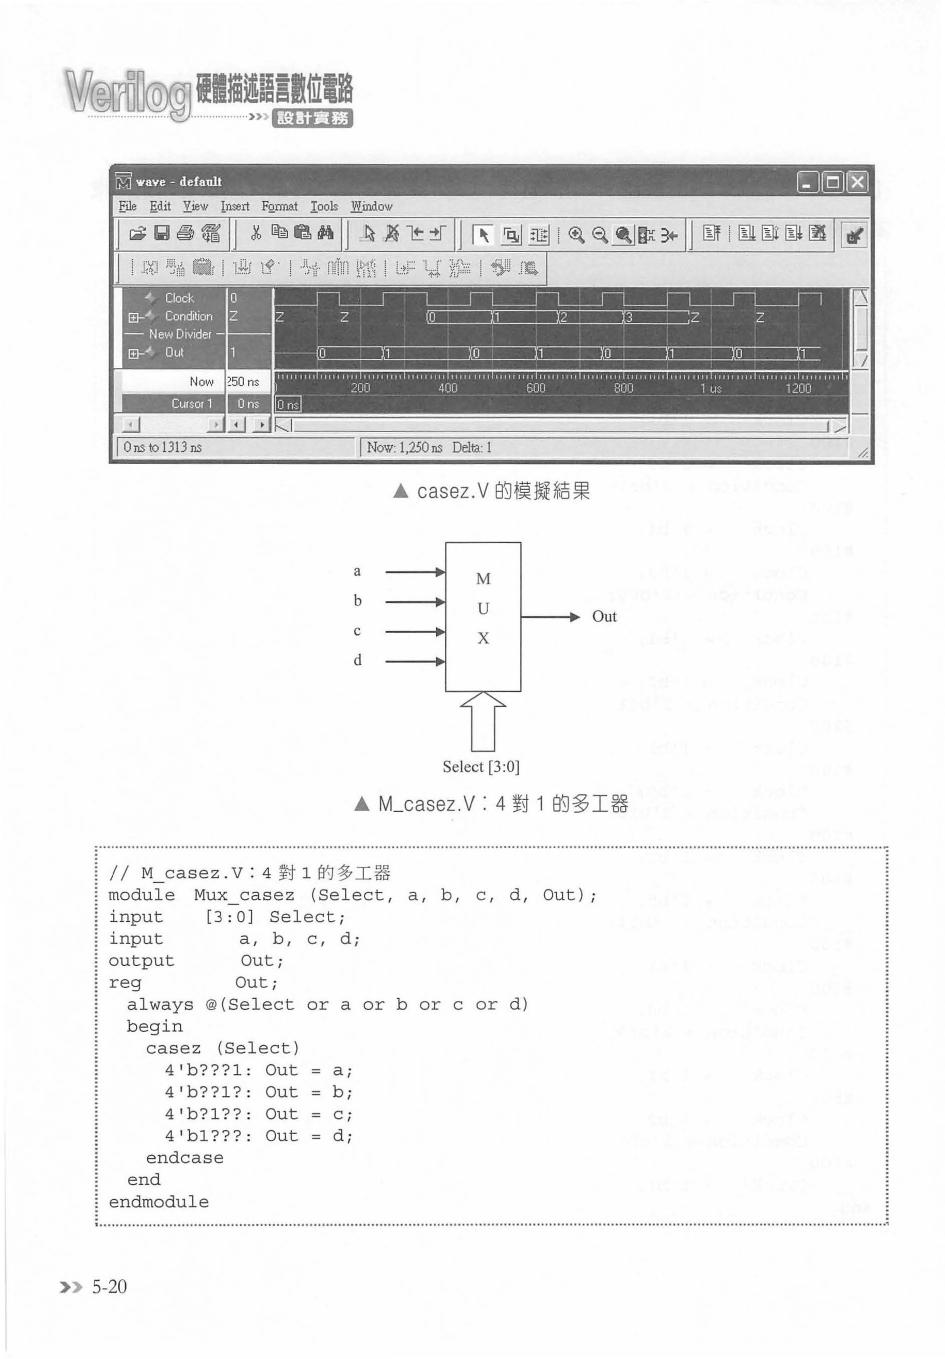 Verilog 硬體描述語言數位電路
設計實務
wave - default
File Edit View Insert Format Tools Window
Clock 0
Condition Z Z Z 0 1 2 3 Z Z
New Divider
Out 1 0 1 0 1 0 1 0 1
Now 250 ns 200 400 600 800 1 us 1200
Cursor 1 0 ns 0 ns
0 ns to 1313 ns Now: 1,250 ns Delta: 1
▲ casez.V 的模擬結果
a
b
c
d
M
U
X
Out
Select [3:0]
▲ M_casez.V：4 對 1 的多工器
// M_casez.V：4 對 1 的多工器
module Mux_casez (Select, a, b, c, d, Out);
input [3:0] Select;
input a, b, c, d;
output Out;
reg Out;
always @(Select or a or b or c or d)
begin
casez (Select)
4'b???1: Out = a;
4'b??1?: Out = b;
4'b?1??: Out = c;
4'b1???: Out = d;
endcase
end
endmodule
5-20